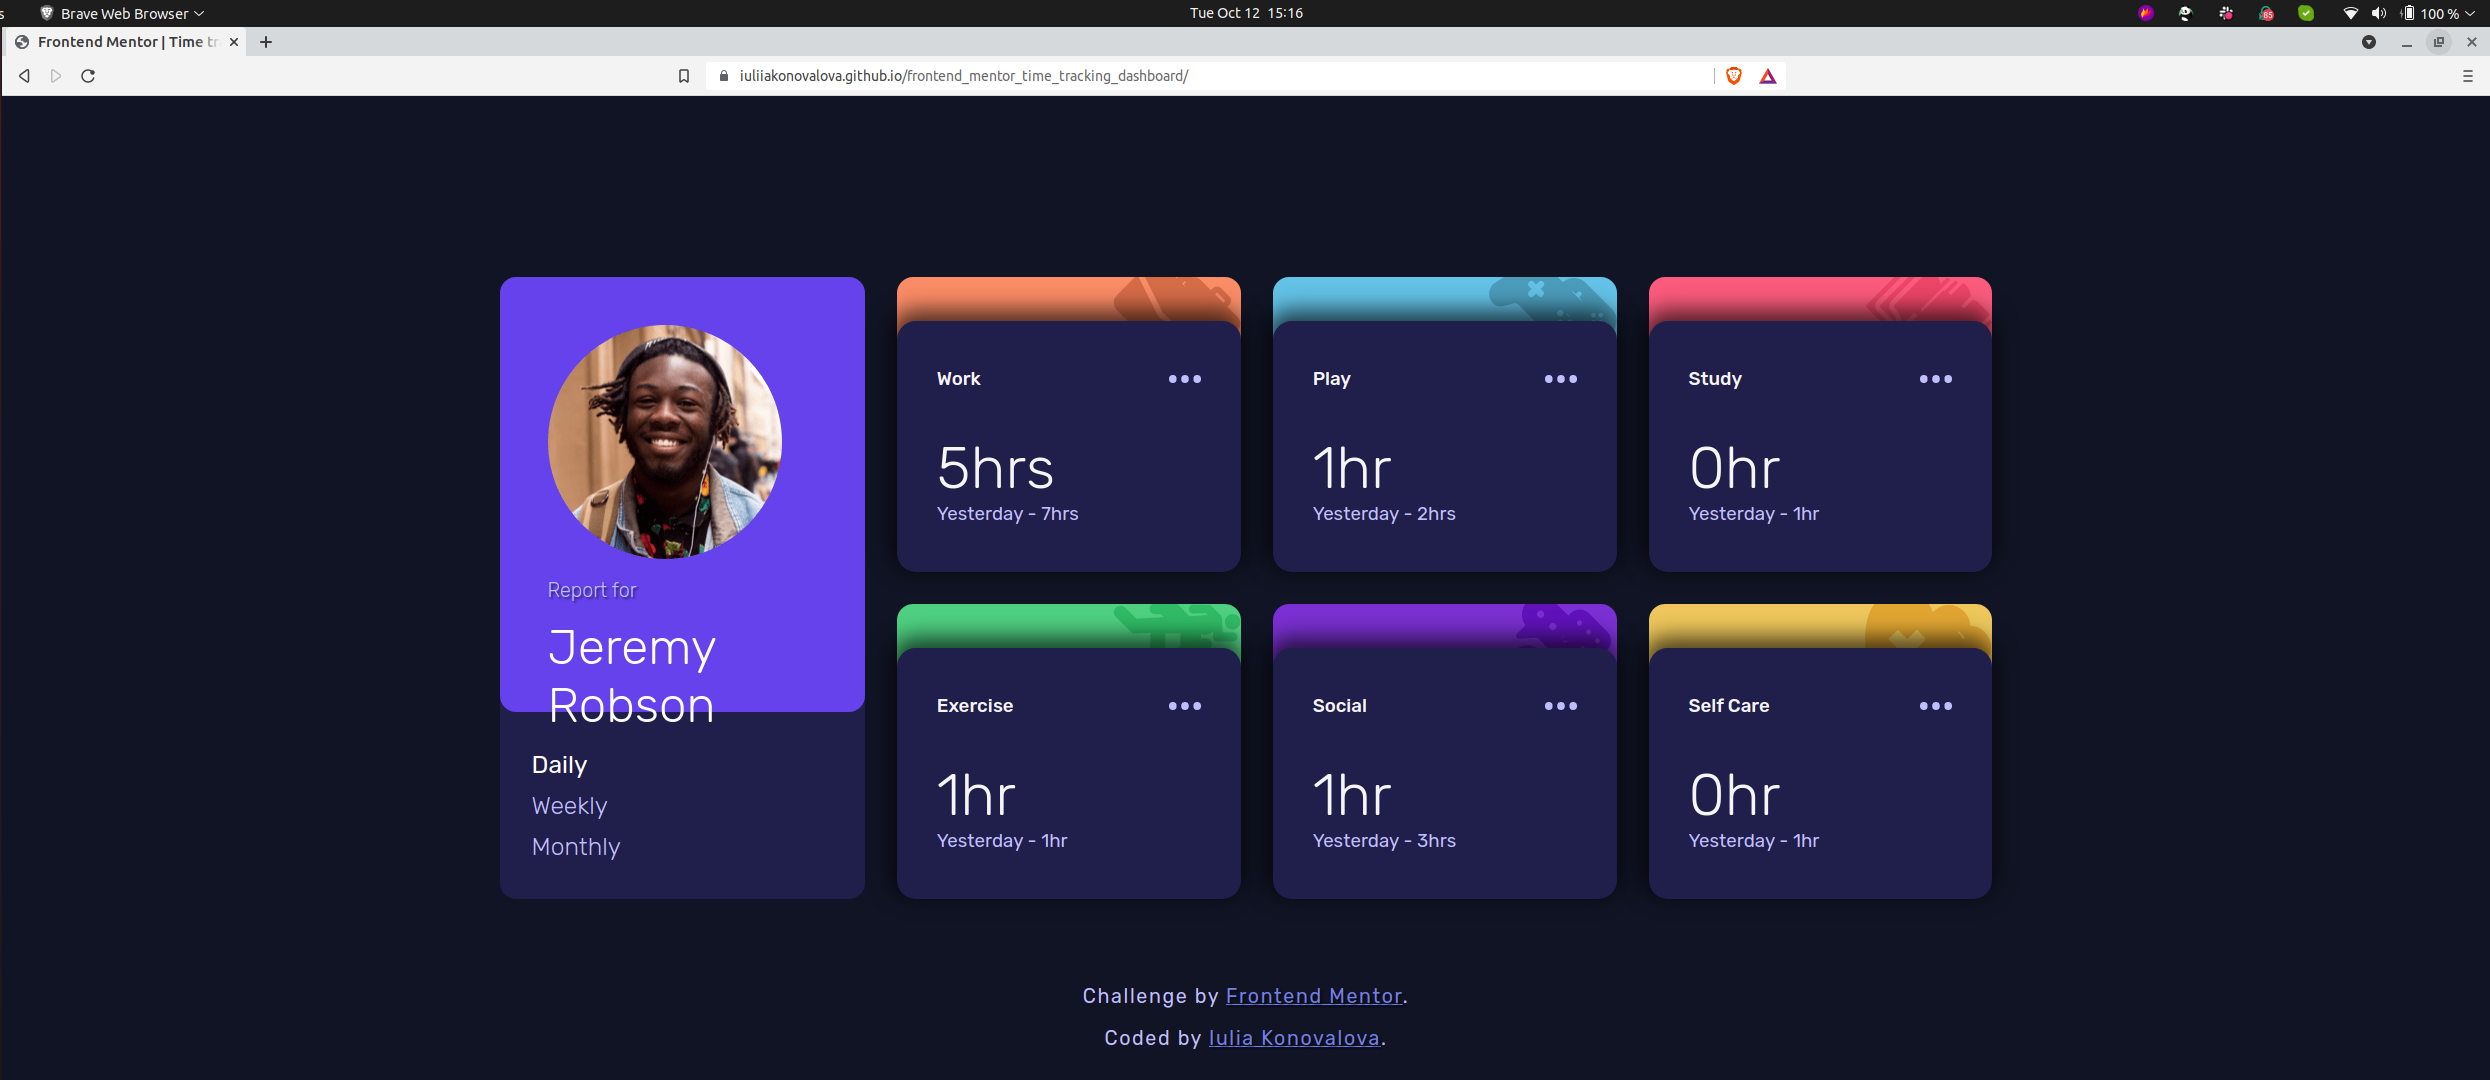 s
Brave Web Browser
Tue Oct 12 15:16
85
100 %
Frontend Mentor | Time tr
iuliiakonovalova.github.io/frontend_mentor_time_tracking_dashboard/
Report for
Jeremy
Robson
Daily
Weekly
Monthly
Work
5hrs
Yesterday - 7hrs
Play
1hr
Yesterday - 2hrs
Study
0hr
Yesterday - 1hr
Exercise
1hr
Yesterday - 1hr
Social
1hr
Yesterday - 3hrs
Self Care
0hr
Yesterday - 1hr
Challenge by Frontend Mentor.
Coded by Iulia Konovalova.